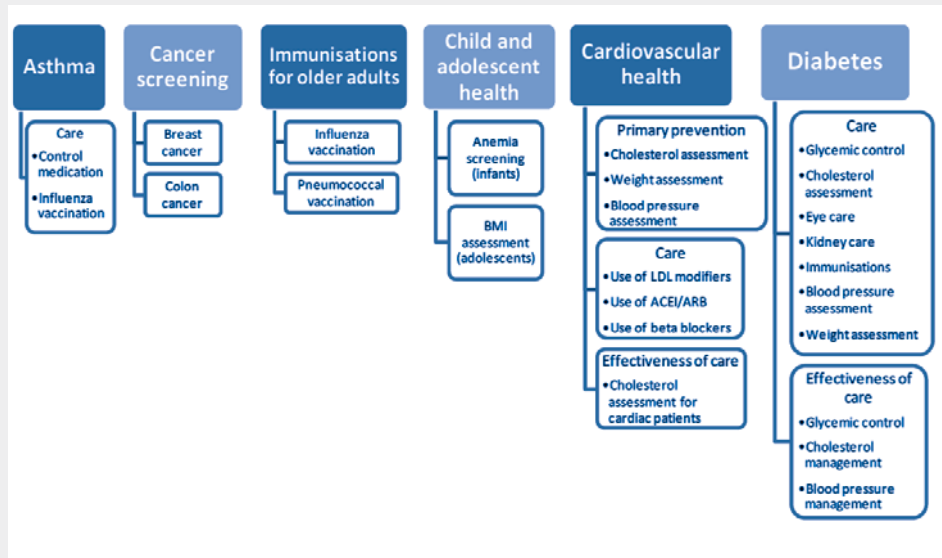 Asthma
Care
•Control
medication
•Influenza
vaccination
Cancer
screening
Breast
cancer
Colon
cancer
Immunisations
for older adults
Influenza
vaccination
Pneumococcal
vaccination
Child and
adolescent
health
Anemia
screening
(infants)
BMI
assessment
(adolescents)
Cardiovascular
health
Primary prevention
•Cholesterol assessment
•Weight assessment
•Blood pressure
assessment
Care
•Use of LDL modifiers
•Use of ACEI/ARB
•Use of beta blockers
Effectiveness of care
•Cholesterol
assessment for
cardiac patients
Diabetes
Care
•Glycemic control
•Cholesterol
assessment
•Eye care
•Kidney care
•Immunisations
•Blood pressure
assessment
•Weight assessment
Effectiveness of
care
•Glycemic control
•Cholesterol
management
•Blood pressure
management